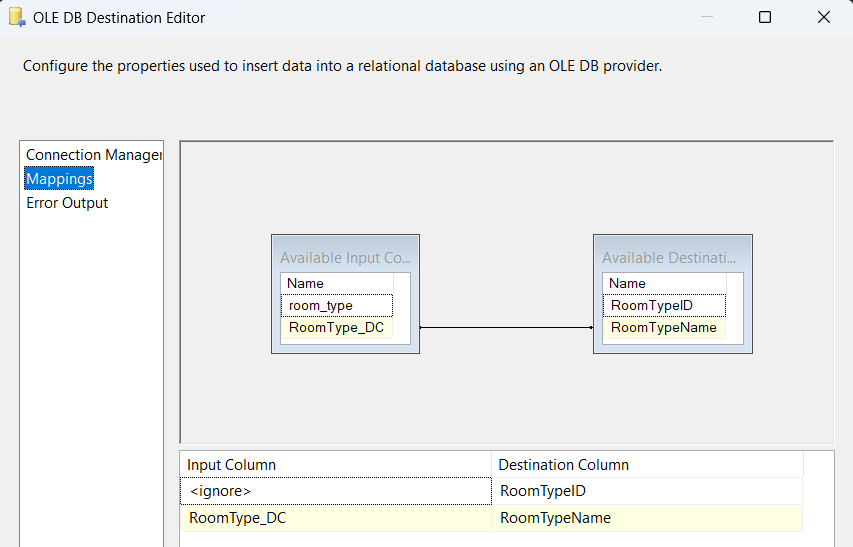 OLE DB Destination Editor
Configure the properties used to insert data into a relational database using an OLE DB provider.
Connection Manager
Mappings
Error Output
Available Input Co...
Name
room_type
RoomType_DC
Available Destinati...
Name
RoomTypeID
RoomTypeName
Input Column Destination Column
<ignore> RoomTypeID
RoomType_DC RoomTypeName